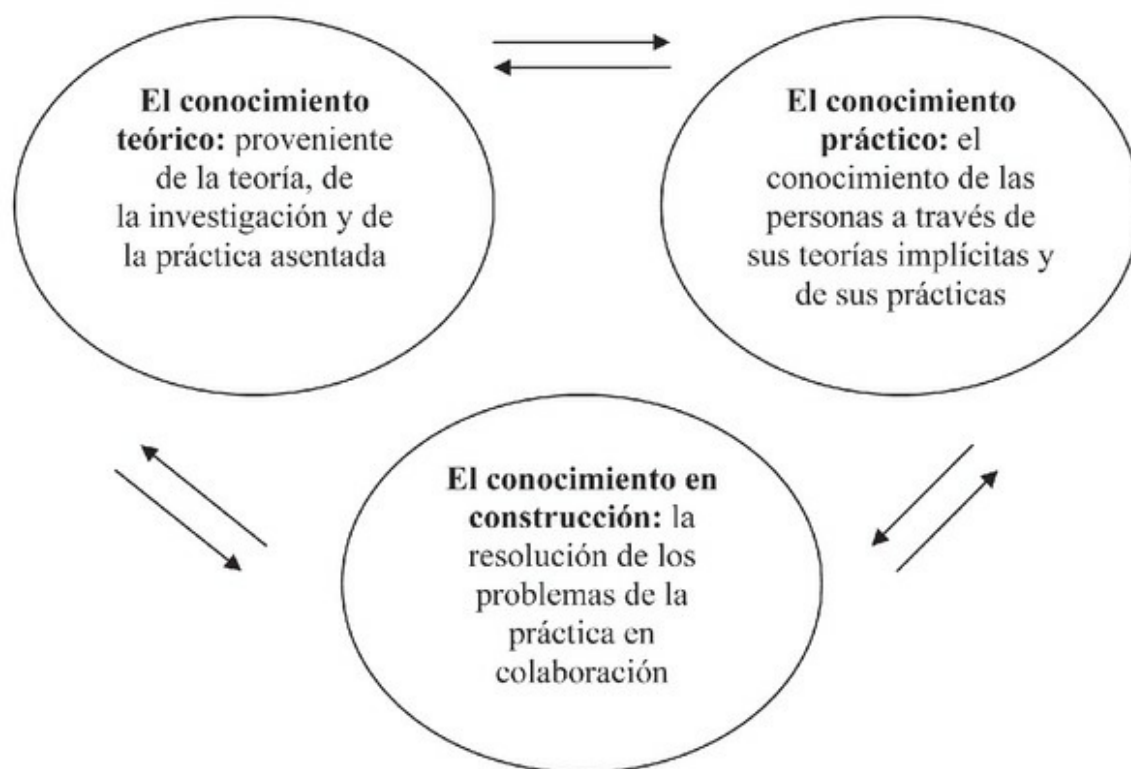 El conocimiento
teórico: proveniente
de la teoría, de
la investigación y de
la práctica asentada
El conocimiento
práctico: el
conocimiento de las
personas a través de
sus teorías implícitas y
de sus prácticas
El conocimiento en
construcción: la
resolución de los
problemas de la
práctica en
colaboración